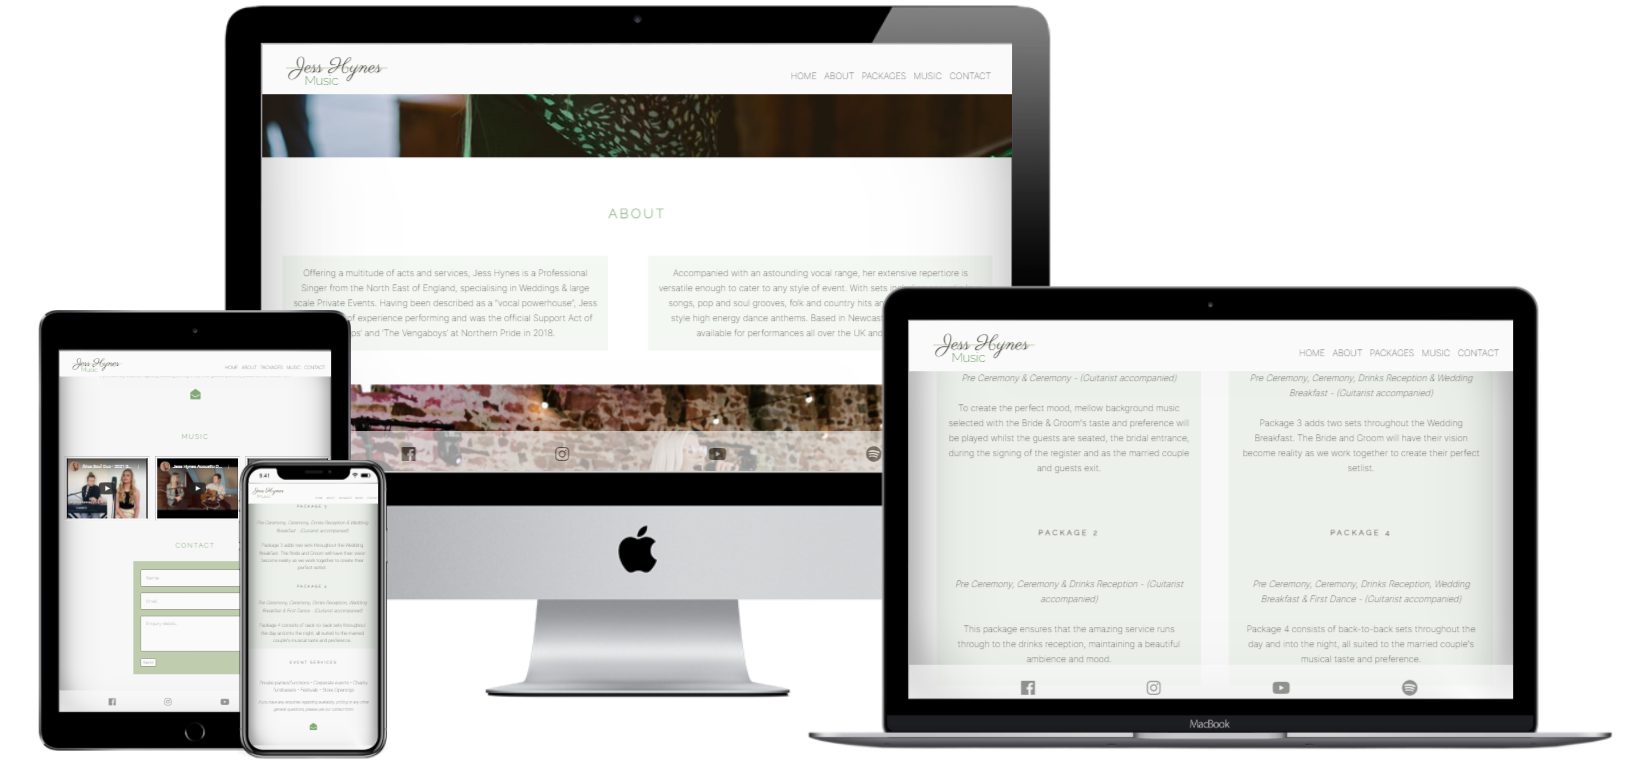 Jess Hynes
Music
HOME ABOUT PACKAGES MUSIC CONTACT
ABOUT
Offering a multitude of acts and services, Jess Hynes is a Professional
Singer from the North East of England, specialising in Weddings & large
scale Private Events. Having been described as a "vocal powerhouse", Jess
of experience performing and was the official Support Act of
and 'The Vengaboys' at Northern Pride in 2018.
Accompanied with an astounding vocal range, her extensive repertiore is
versatile enough to cater to any style of event. With sets
songs, pop and soul grooves, folk and country hits
style high energy dance anthems. Based in
available for performances all over the UK and
Jess Hynes
Music
HOME ABOUT PACKAGES MUSIC CONTACT
MUSIC
CONTACT
Name
Email
Jess Hynes
9:41
PACKAGE 3
Pre Ceremony, Ceremony, Drinks Reception & Wedding
Breakfast - (Guitarist accompanied)
Package 3 adds two sets throughout the Wedding
Breakfast. The Bride and Groom will have their vision
become reality as we work together to create their
perfect setlist.
PACKAGE 4
Pre Ceremony, Ceremony, Drinks Reception, Wedding
Breakfast & First Dance - (Guitarist accompanied)
Package 4 consists of back-to-back sets throughout
the day and into the night, all suited to the married
couple's musical taste and preference.
EVENT SERVICES
Jess Hynes
Music
HOME ABOUT PACKAGES MUSIC CONTACT
Pre Ceremony & Ceremony - (Guitarist accompanied)
To create the perfect mood, mellow background music
selected with the Bride & Groom's taste and preference will
be played whilst the guests are seated, the bridal entrance,
during the signing of the register and as the married couple
and guests exit.
PACKAGE 2
Pre Ceremony, Ceremony & Drinks Reception - (Guitarist
accompanied)
This package ensures that the amazing service runs
through to the drinks reception, maintaining a beautiful
ambience and mood.
Pre Ceremony, Ceremony, Drinks Reception & Wedding
Breakfast - (Guitarist accompanied)
Package 3 adds two sets throughout the Wedding
Breakfast. The Bride and Groom will have their vision
become reality as we work together to create their perfect
setlist.
PACKAGE 4
Pre Ceremony, Ceremony, Drinks Reception, Wedding
Breakfast & First Dance - (Guitarist accompanied)
Package 4 consists of back-to-back sets throughout the
day and into the night, all suited to the married couple's
musical taste and preference.
MacBook